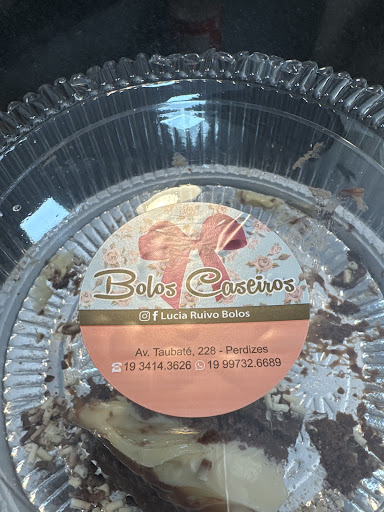 Bolos Caseiros
Lucia Ruivo Bolos
Av. Taubaté, 228 - Perdizes
19 3414.3626 19 99732.6689